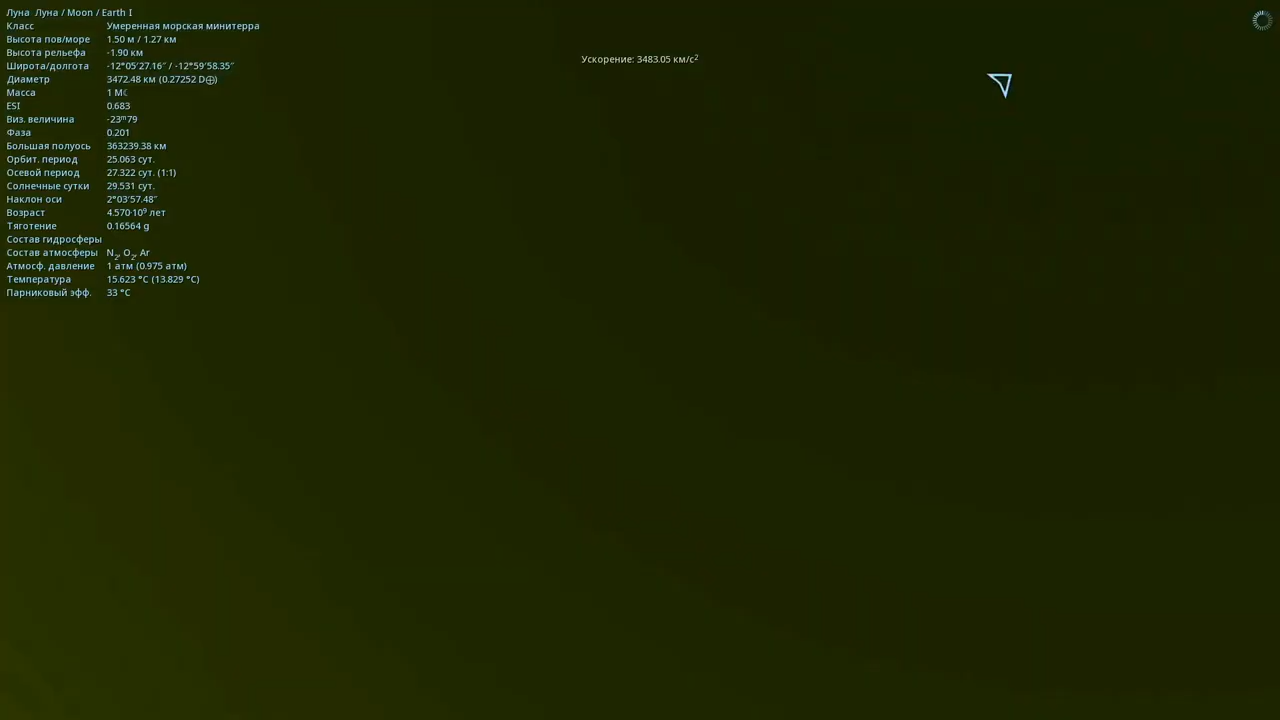 Луна Луна / Moon / Earth I
Класс Умеренная морская минитерра
Высота пов/море 1.50 м / 1.27 км
Высота рельефа -1.90 км
Широта/долгота -12°05′27.16″ / -12°59′58.35″
Диаметр 3472.48 км (0.27252 D⊕)
Масса 1 M☾
ESI 0.683
Виз. величина -23ᵐ79
Фаза 0.201
Большая полуось 363239.38 км
Орбит. период 25.063 сут.
Осевой период 27.322 сут. (1:1)
Солнечные сутки 29.531 сут.
Наклон оси 2°03′57.48″
Возраст 4.570·10⁹ лет
Тяготение 0.16564 g
Состав гидросферы
Состав атмосферы N₂, O₂, Ar
Атмосф. давление 1 атм (0.975 атм)
Температура 15.623 °C (13.829 °C)
Парниковый эфф. 33 °C
Ускорение: 3483.05 км/с²